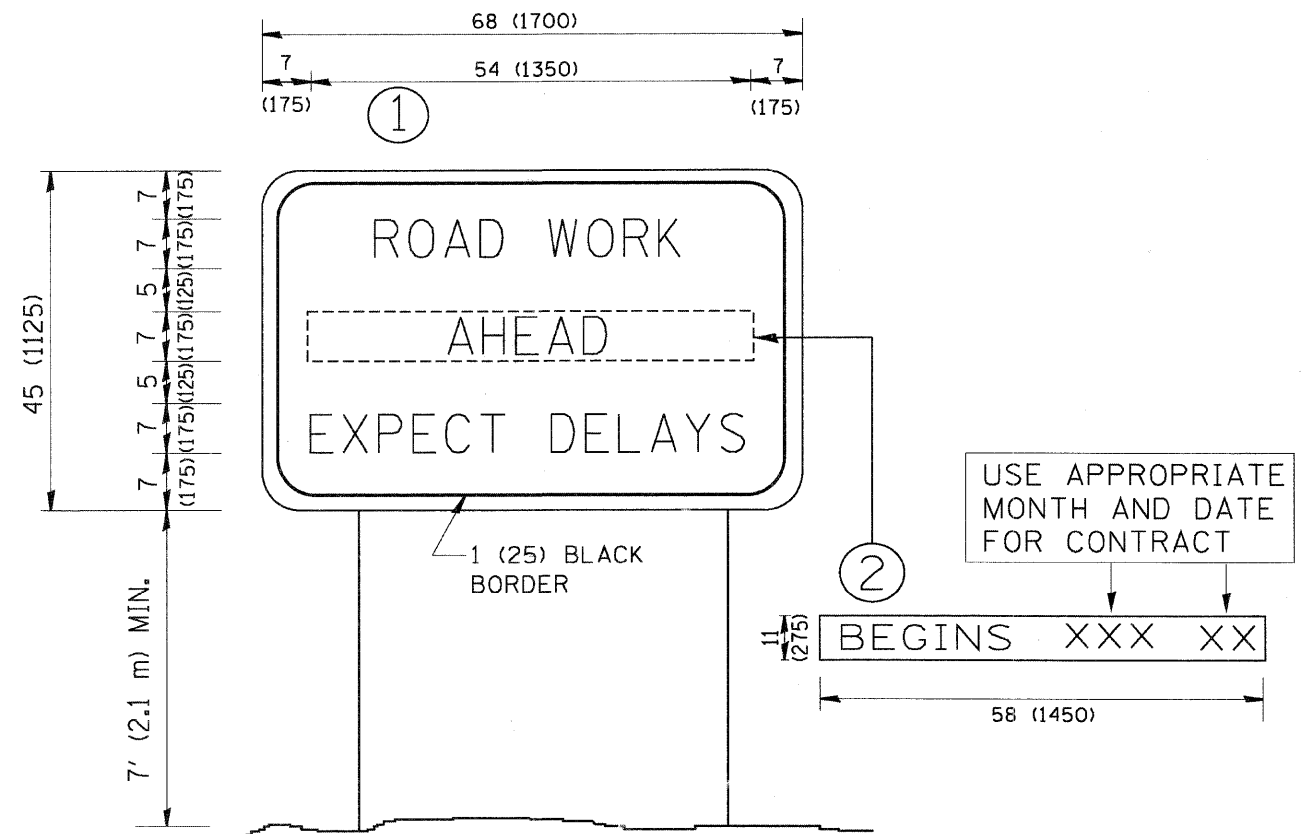 68 (1700)
7 54 (1350) 7
(175) (175)
1
7 (175)
7 (175)
5 (125)
7 (175)
5 (125)
7 (175)
7 (175)
45 (1125)
ROAD WORK
AHEAD
EXPECT DELAYS
1 (25) BLACK
BORDER
7' (2.1 m) MIN.
USE APPROPRIATE
MONTH AND DATE
FOR CONTRACT
2
11 (275)
BEGINS XXX XX
58 (1450)